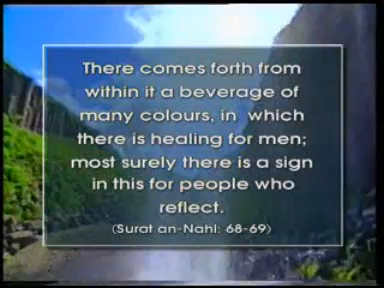 There comes forth from
within it a beverage of
many colours, in which
there is healing for men;
most surely there is a sign
in this for people who
reflect.
(Surat an-Nahl: 68-69)